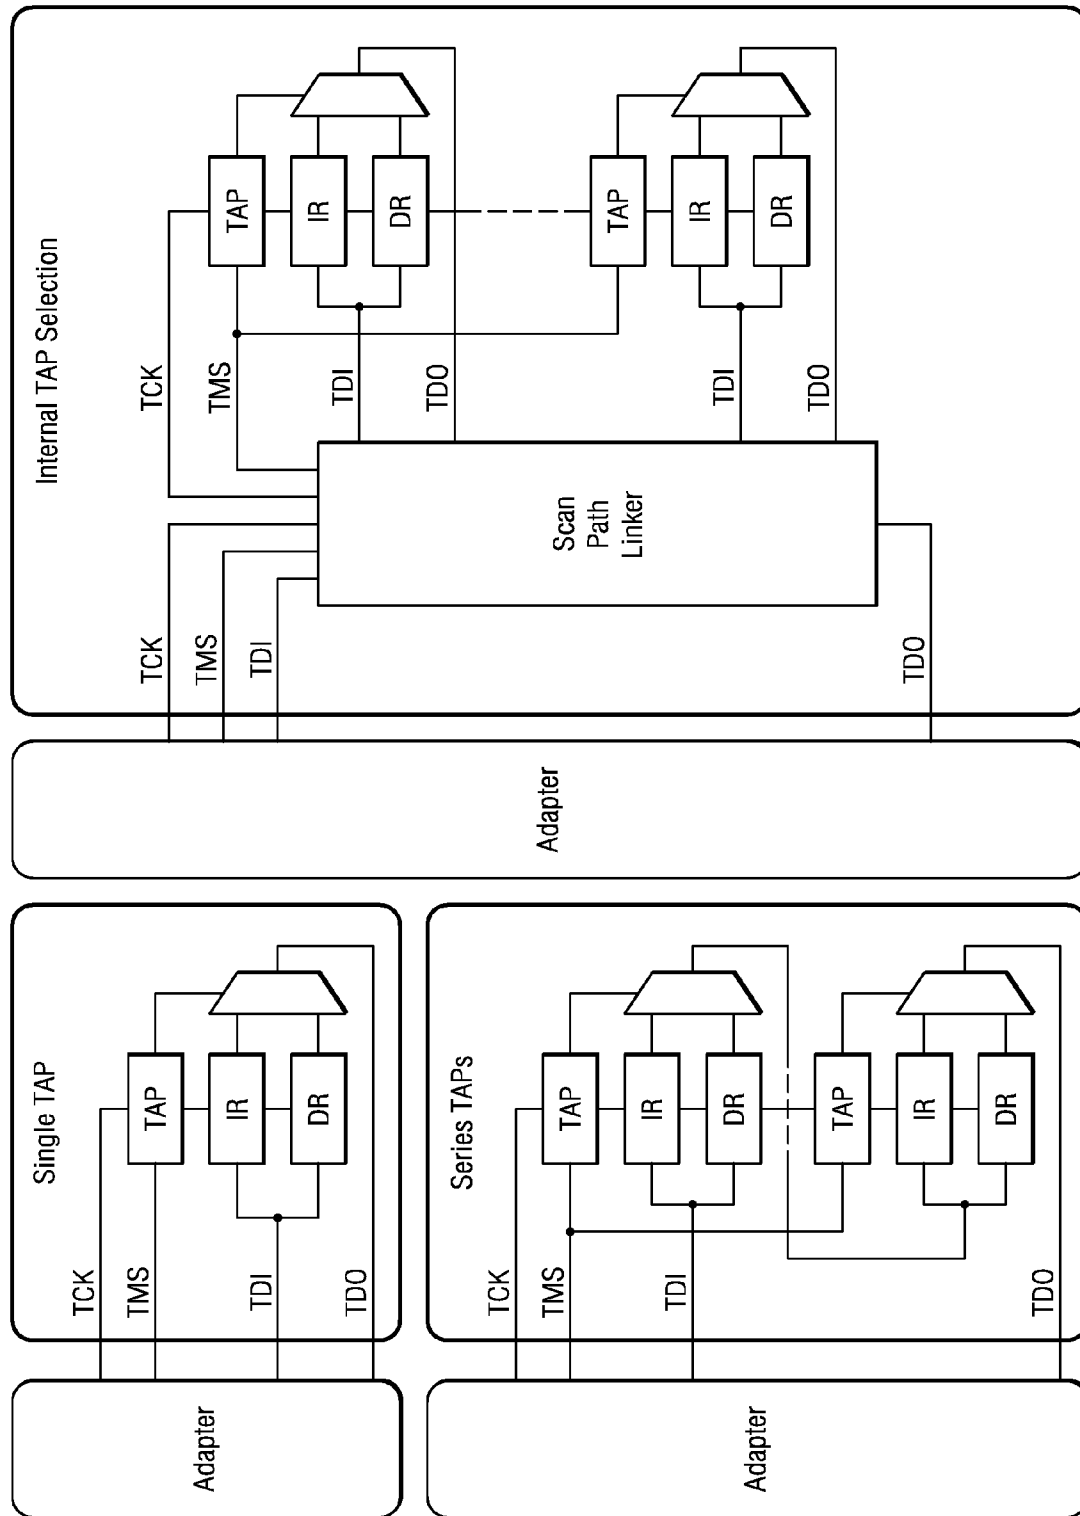 Single TAP
TCK
TMS
TDI
TDO
TAP
IR
DR
Adapter
Series TAPs
TCK
TMS
TDI
TDO
TAP
IR
DR
TAP
IR
DR
Adapter
Internal TAP Selection
TCK
TMS
TDI
TDO
TDI
TDO
TAP
IR
DR
TAP
IR
DR
Scan
Path
Linker
TCK
TMS
TDI
TDO
Adapter